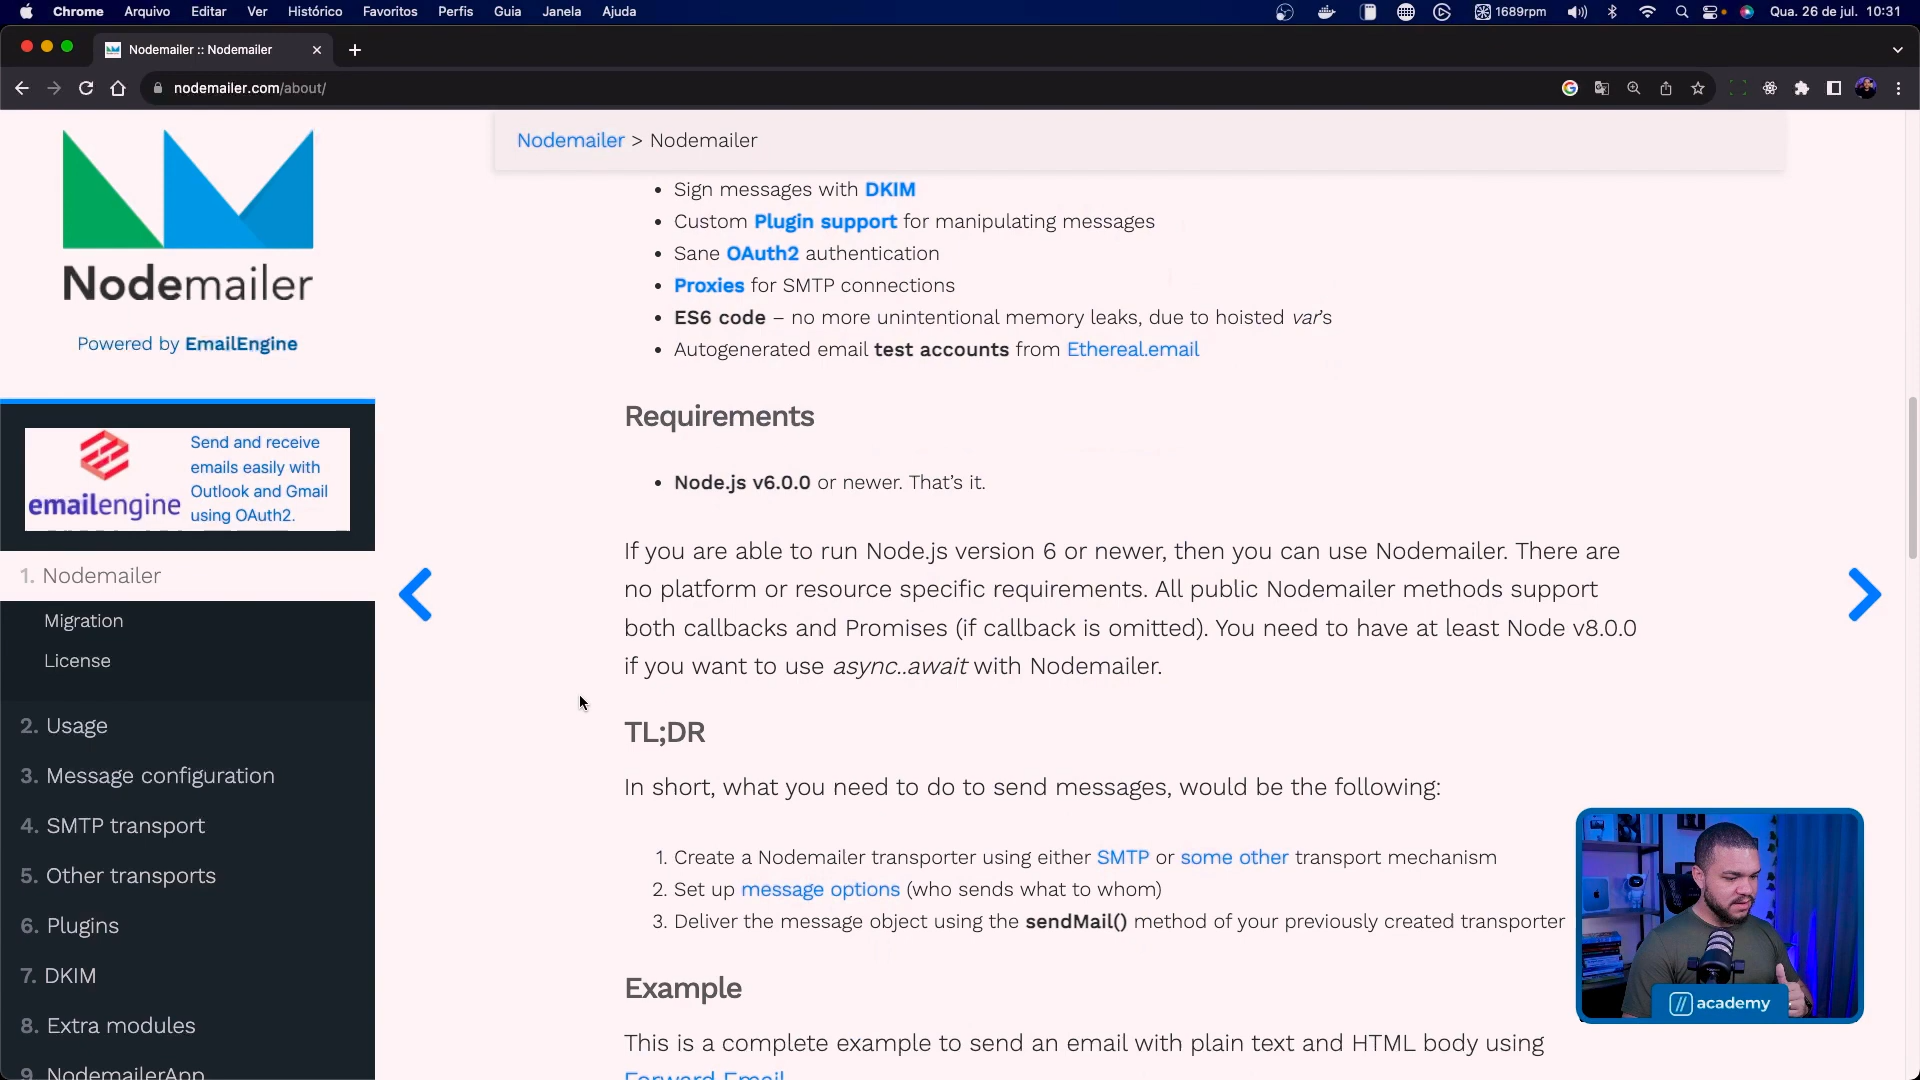 Chrome Arquivo Editar Ver Histórico Favoritos Perfis Guia Janela Ajuda 1689rpm Qua. 26 de jul. 10:31
Nodemailer :: Nodemailer
nodemailer.com/about/
Nodemailer
Powered by EmailEngine
emailengine
Send and receive
emails easily with
Outlook and Gmail
using OAuth2.
1. Nodemailer
Migration
License
2. Usage
3. Message configuration
4. SMTP transport
5. Other transports
6. Plugins
7. DKIM
8. Extra modules
9. NodemailerApp
Nodemailer > Nodemailer
• Sign messages with DKIM
• Custom Plugin support for manipulating messages
• Sane OAuth2 authentication
• Proxies for SMTP connections
• ES6 code – no more unintentional memory leaks, due to hoisted var's
• Autogenerated email test accounts from Ethereal.email
Requirements
• Node.js v6.0.0 or newer. That's it.
If you are able to run Node.js version 6 or newer, then you can use Nodemailer. There are
no platform or resource specific requirements. All public Nodemailer methods support
both callbacks and Promises (if callback is omitted). You need to have at least Node v8.0.0
if you want to use async..await with Nodemailer.
TL;DR
In short, what you need to do to send messages, would be the following:
1. Create a Nodemailer transporter using either SMTP or some other transport mechanism
2. Set up message options (who sends what to whom)
3. Deliver the message object using the sendMail() method of your previously created transporter
Example
This is a complete example to send an email with plain text and HTML body using
Forward Email
// academy